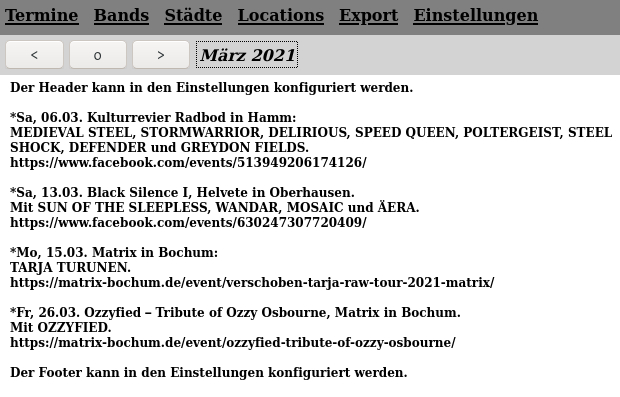 Termine Bands Städte Locations Export Einstellungen
< o > März 2021
Der Header kann in den Einstellungen konfiguriert werden.
*Sa, 06.03. Kulturrevier Radbod in Hamm:
MEDIEVAL STEEL, STORMWARRIOR, DELIRIOUS, SPEED QUEEN, POLTERGEIST, STEEL
SHOCK, DEFENDER und GREYDON FIELDS.
https://www.facebook.com/events/513949206174126/
*Sa, 13.03. Black Silence I, Helvete in Oberhausen.
Mit SUN OF THE SLEEPLESS, WANDAR, MOSAIC und ÄERA.
https://www.facebook.com/events/630247307720409/
*Mo, 15.03. Matrix in Bochum:
TARJA TURUNEN.
https://matrix-bochum.de/event/verschoben-tarja-raw-tour-2021-matrix/
*Fr, 26.03. Ozzyfied – Tribute of Ozzy Osbourne, Matrix in Bochum.
Mit OZZYFIED.
https://matrix-bochum.de/event/ozzyfied-tribute-of-ozzy-osbourne/
Der Footer kann in den Einstellungen konfiguriert werden.